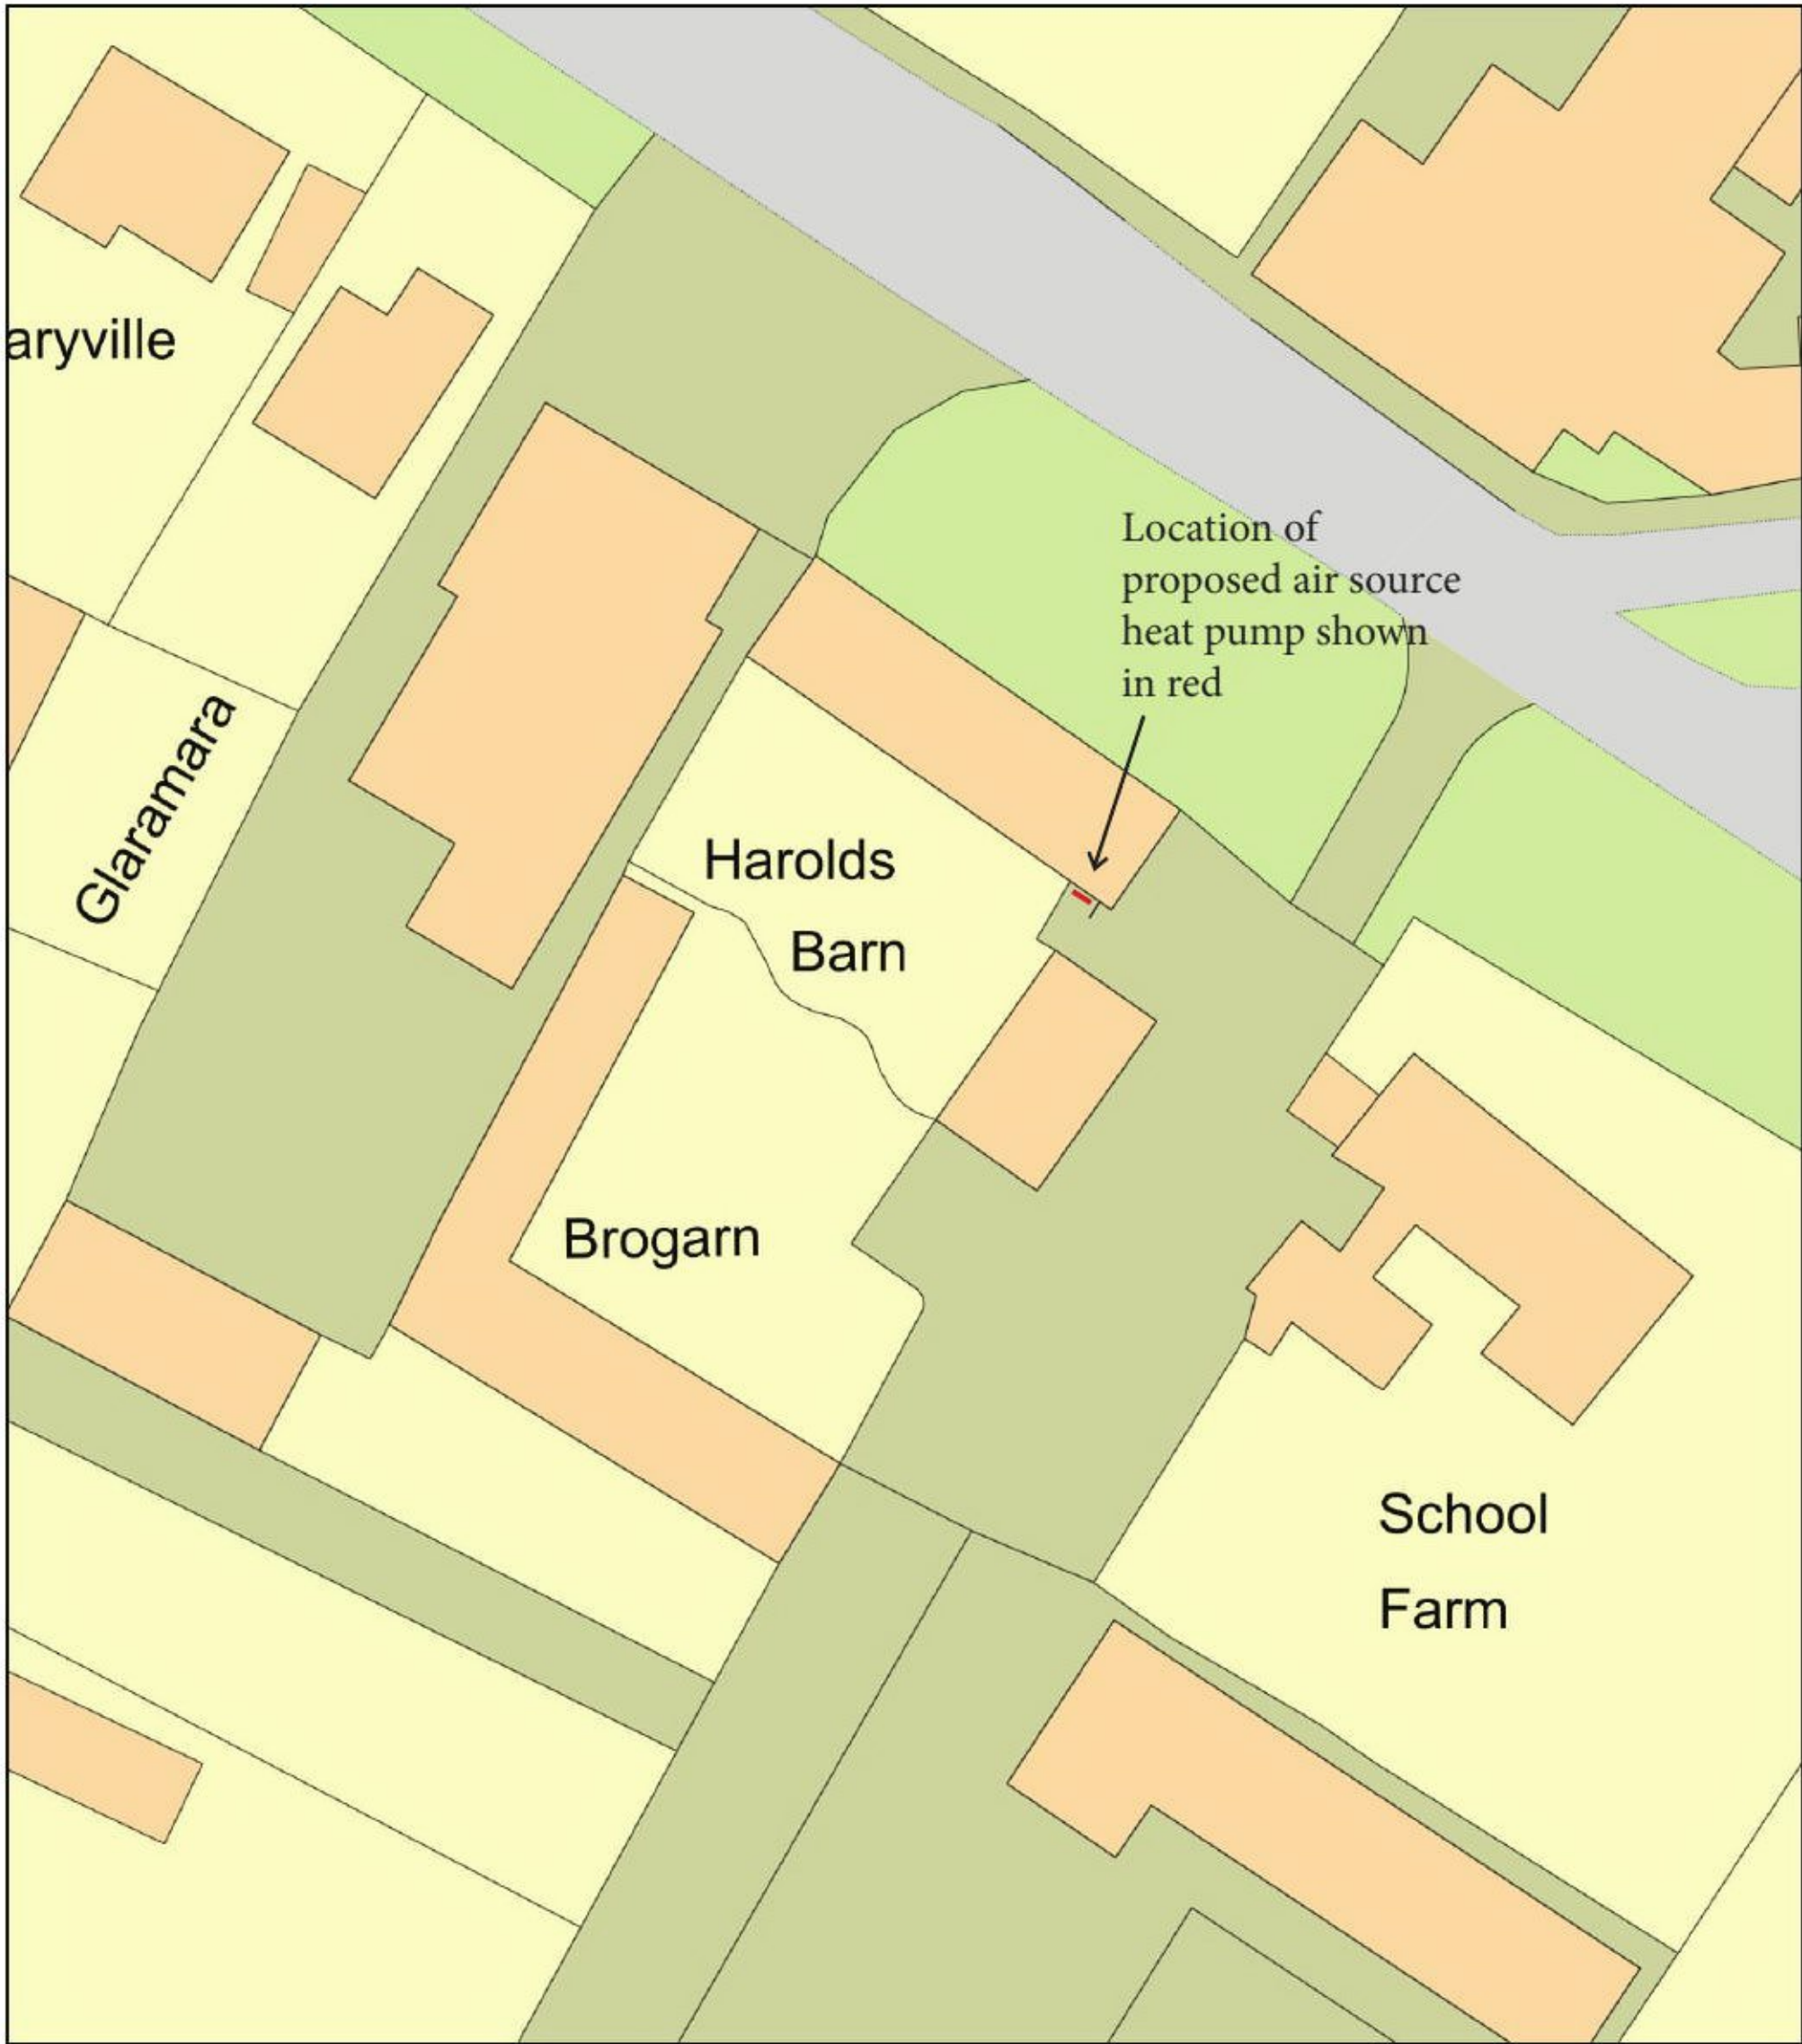 aryville
Location of
proposed air source
heat pump shown
in red
Glaramara
Harolds
Barn
Brogarn
School
Farm